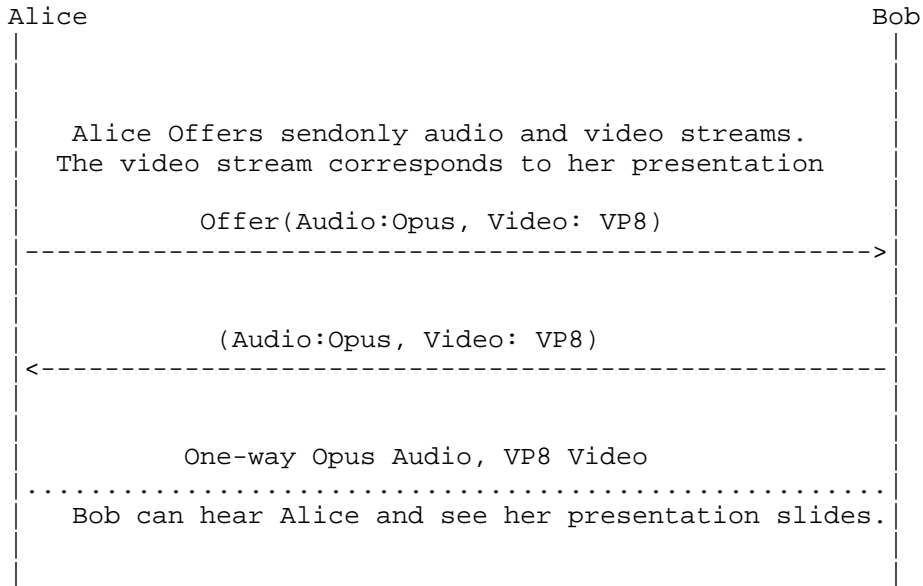 Alice Bob
Alice Offers sendonly audio and video streams.
The video stream corresponds to her presentation
Offer(Audio:Opus, Video: VP8)
(Audio:Opus, Video: VP8)
One-way Opus Audio, VP8 Video
Bob can hear Alice and see her presentation slides.